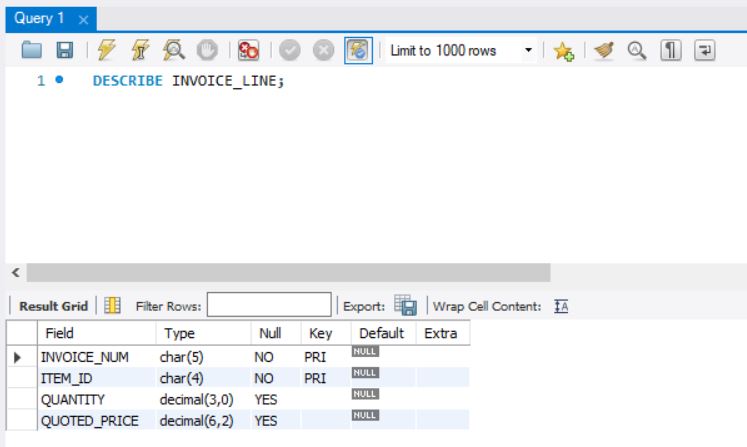 Query 1
Limit to 1000 rows
1 DESCRIBE INVOICE_LINE;
Result Grid Filter Rows: Export: Wrap Cell Content: IA
Field Type Null Key Default Extra
INVOICE_NUM char(5) NO PRI NULL
ITEM_ID char(4) NO PRI NULL
QUANTITY decimal(3,0) YES NULL
QUOTED_PRICE decimal(6,2) YES NULL